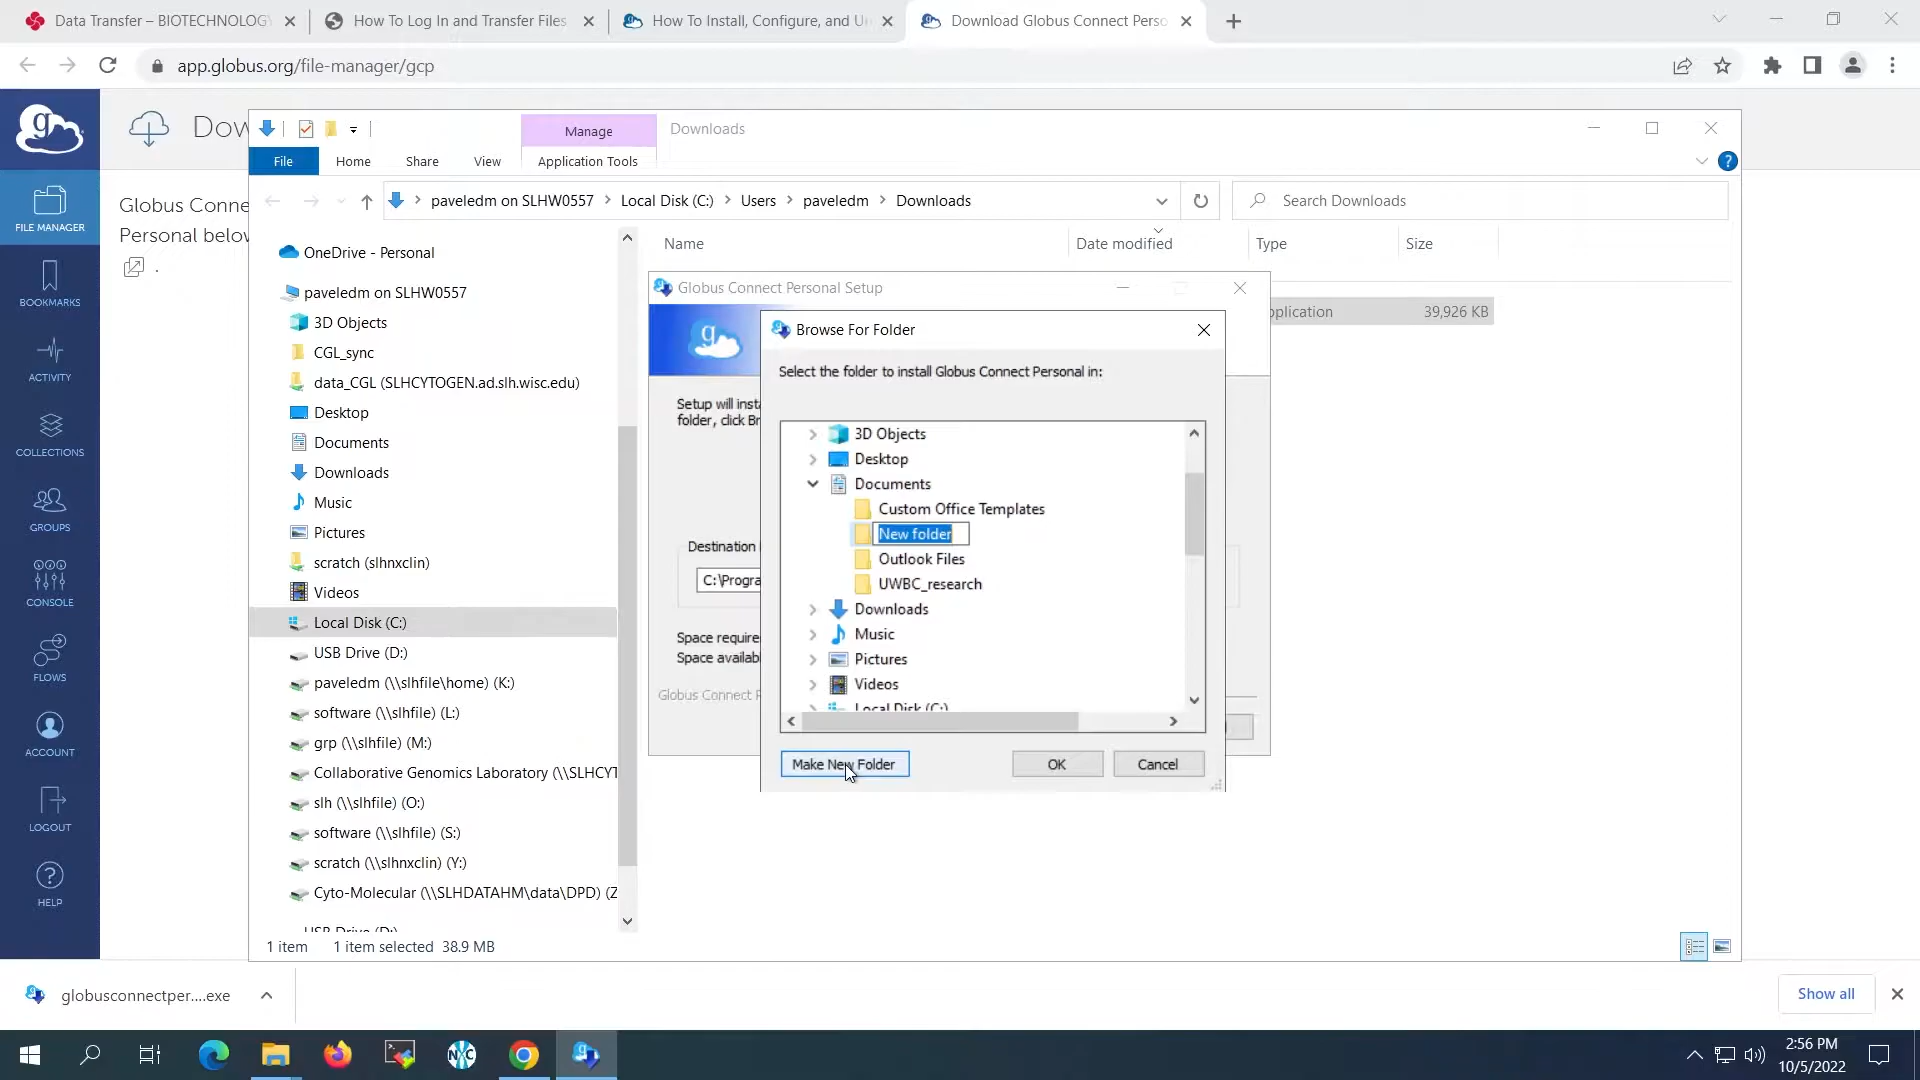 Data Transfer – BIOTECHNOLOGY
How To Log In and Transfer Files
How To Install, Configure, and U
Download Globus Connect Perso
app.globus.org/file-manager/gcp
Dow
Manage
Downloads
File
Home
Share
View
Application Tools
paveledm on SLHW0557
Local Disk (C:)
Users
paveledm
Downloads
Search Downloads
Globus Conne
Personal below
.
FILE MANAGER
BOOKMARKS
ACTIVITY
COLLECTIONS
GROUPS
CONSOLE
FLOWS
ACCOUNT
LOGOUT
HELP
OneDrive - Personal
paveledm on SLHW0557
3D Objects
CGL_sync
data_CGL (SLHCYTOGEN.ad.slh.wisc.edu)
Desktop
Documents
Downloads
Music
Pictures
scratch (slhnxclin)
Videos
Local Disk (C:)
USB Drive (D:)
paveledm (\\slhfile\home) (K:)
software (\\slhfile) (L:)
grp (\\slhfile) (M:)
Collaborative Genomics Laboratory (\\SLHCYT
slh (\\slhfile) (O:)
software (\\slhfile) (S:)
scratch (\\slhnxclin) (Y:)
Cyto-Molecular (\\SLHDATAHM\data\DPD) (Z
USB Drive (D:)
Name
Date modified
Type
Size
pplication
39,926 KB
Globus Connect Personal Setup
Setup will insta
folder, click Br
Destination
C:\Progra
Space require
Space availab
Globus Connect P
Browse For Folder
Select the folder to install Globus Connect Personal in:
3D Objects
Desktop
Documents
Custom Office Templates
New folder
Outlook Files
UWBC_research
Downloads
Music
Pictures
Videos
Local Disk (C:)
Make New Folder
OK
Cancel
1 item
1 item selected 38.9 MB
globusconnectper....exe
Show all
2:56 PM
10/5/2022